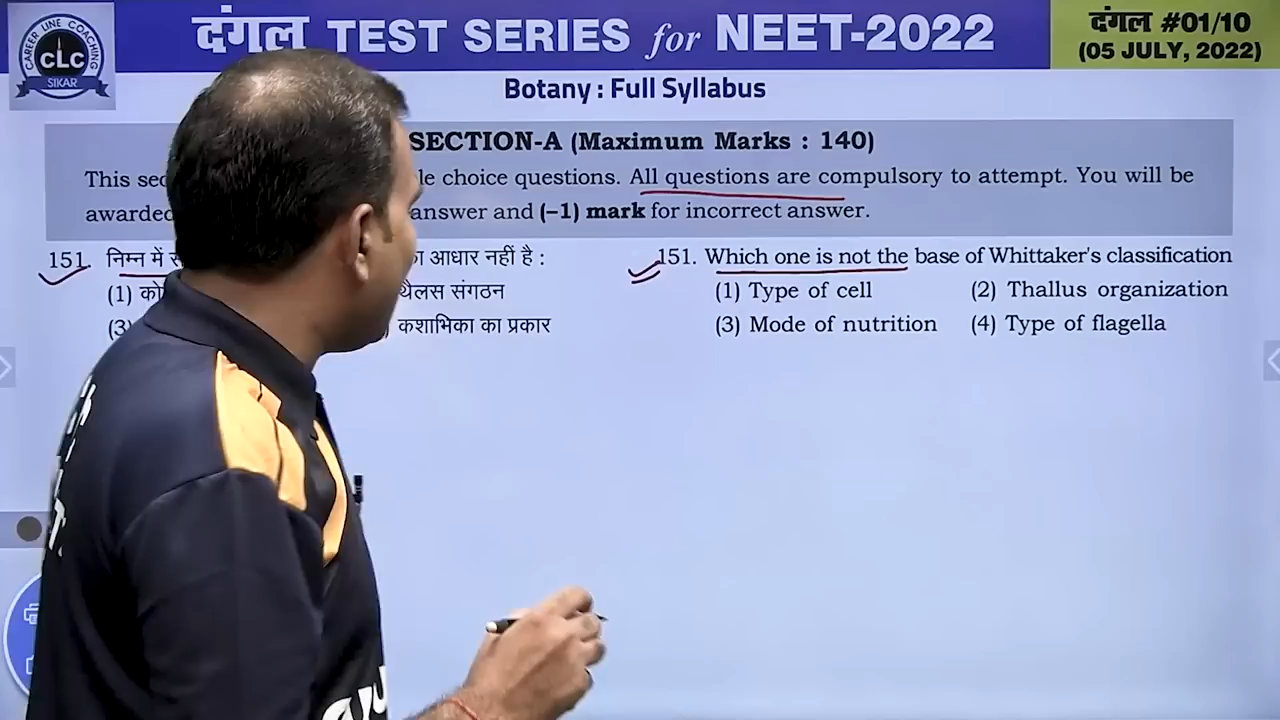 CAREER LINE COACHING
CLC
SIKAR
दंगल TEST SERIES for NEET-2022
दंगल #01/10
(05 JULY, 2022)
Botany : Full Syllabus
SECTION-A (Maximum Marks : 140)
This choice questions. All questions are compulsory to attempt. You will be
awarded answer and (–1) mark for incorrect answer.
151. निम्न में आधार नहीं है :
(1) थैलस संगठन
(3) कशाभिका का प्रकार
151. Which one is not the base of Whittaker's classification
(1) Type of cell (2) Thallus organization
(3) Mode of nutrition (4) Type of flagella